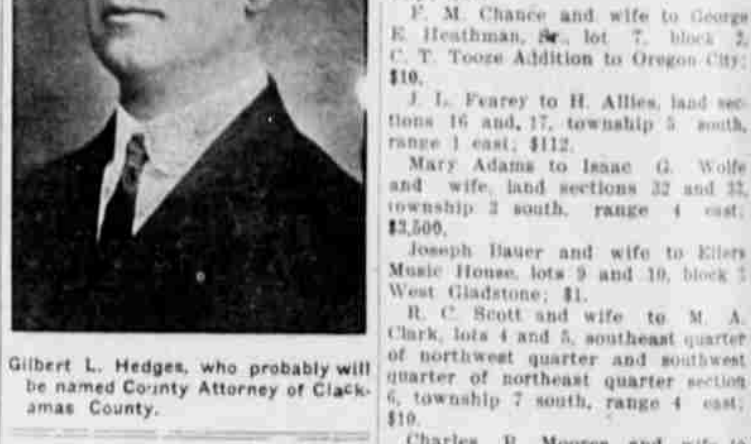 Gilbert L. Hedges, who probably will
be named County Attorney of Clack-
amas County.
F. M. Chance and wife to George
E. Heathman, Sr., lot 7, block 2,
C. T. Tooze Addition to Oregon City;
$10.
J. L. Fearey to H. Allies, land sec-
tions 16 and, 17, township 5 south,
range 1 east; $112.
Mary Adams to Isaac G. Wolfe
and wife, land sections 32 and 33,
township 3 south, range 4 east;
$3,500.
Joseph Bauer and wife to Eilers
Music House, lots 9 and 10, block
West Gladstone; $1.
R. C. Scott and wife to M. A.
Clark, lots 4 and 5, southeast quarter
of northwest quarter and southwest
quarter of northeast quarter section
6, township 7 south, range 4 east;
$10.
Charles and wife to